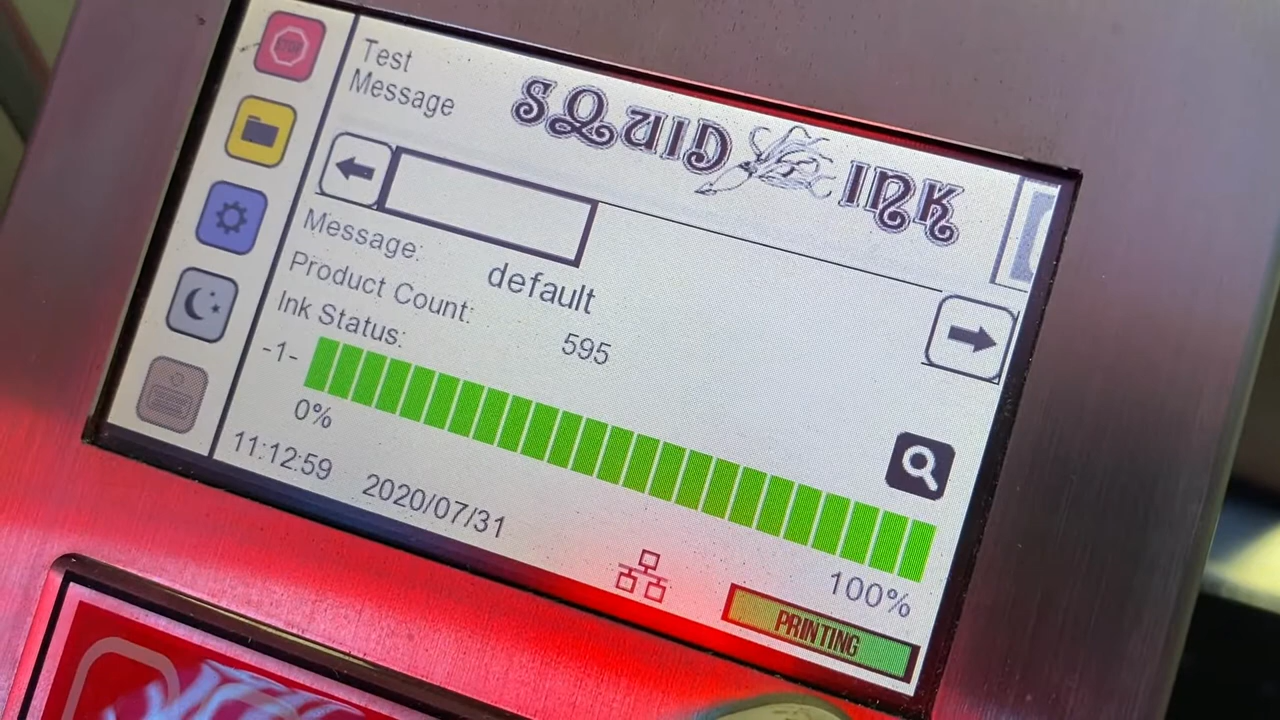 STOP
Test
Message
SQUID INK
Message:
default
Product Count:
595
Ink Status:
-1-
0%
100%
11:12:59 2020/07/31
PRINTING